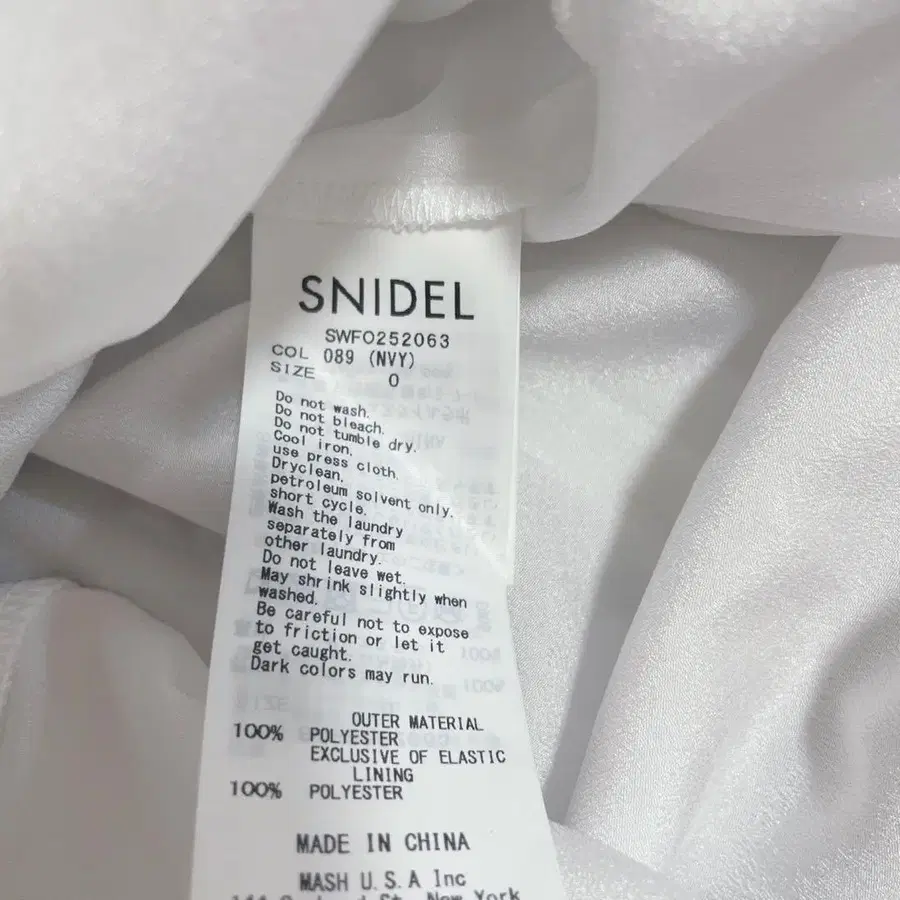 SNIDEL
SWFO252063
COL 089 (NVY)
SIZE 0
Do not wash.
Do not bleach.
Do not tumble dry.
Cool iron.
use press cloth.
Dryclean.
petroleum solvent only.
short cycle.
Wash the laundry
separately from
other laundry.
Do not leave wet.
May shrink slightly when
washed.
Be careful not to expose
to friction or let it
get caught.
Dark colors may run.
OUTER MATERIAL
100% POLYESTER
EXCLUSIVE OF ELASTIC
LINING
100% POLYESTER
MADE IN CHINA
MASH U.S.A Inc
St, New York